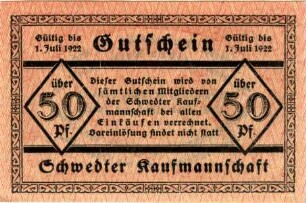 Gültig bis
1. Juli 1922
Gutschein
Gültig bis
1. Juli 1922
über
50
Pf.
Dieser Gutschein wird von
sämtlichen Mitgliedern
der Schwedter Kauf-
mannschaft bei allen
Einkäufen verrechnet.
Bareinlösung findet nicht statt
über
50
Pf.
Schwedter Kaufmannschaft